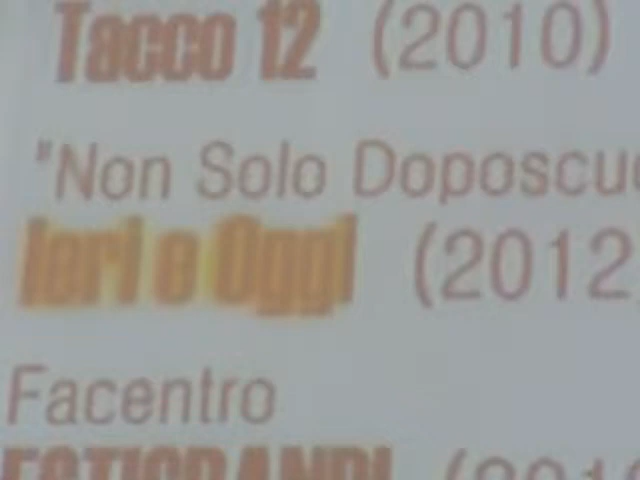 Tacco 12 (2010)
"Non Solo Doposcu
Ieri e Oggi (2012
Facentro